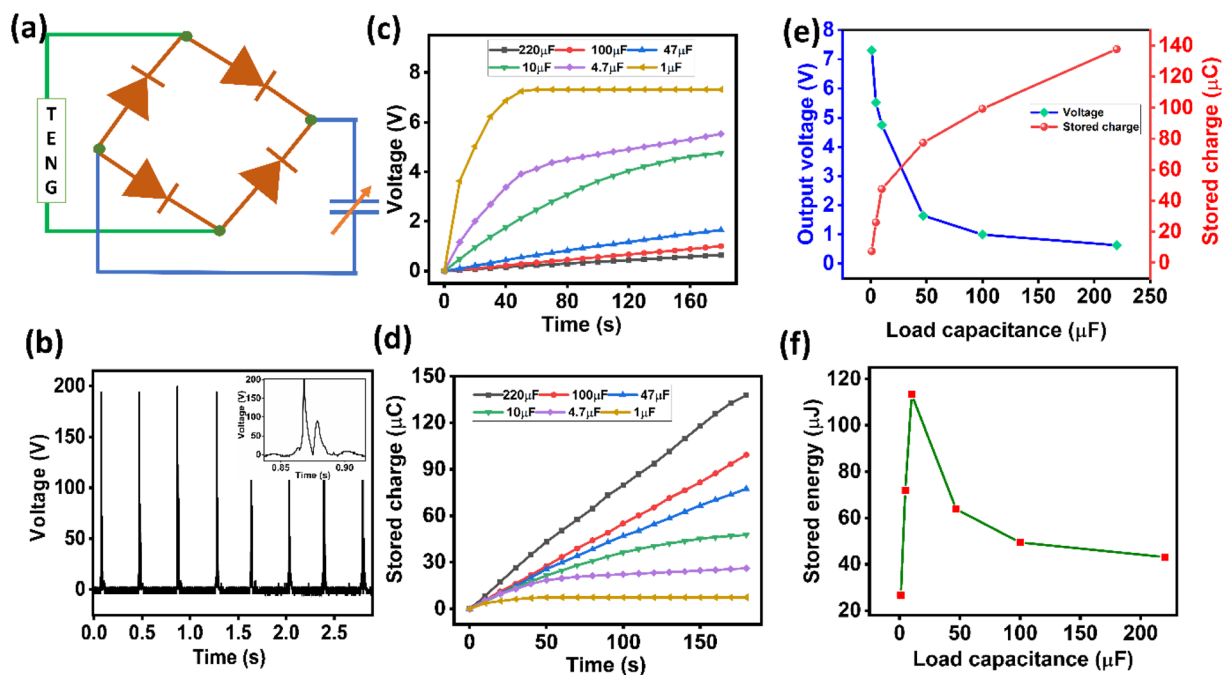 (a)
T
E
N
G
(b)
Voltage (V)
200
150
100
50
0
0.0 0.5 1.0 1.5 2.0 2.5
Time (s)
Voltage (V)
200
150
100
50
0
0.85 0.90
Time (s)
(c)
220μF 100μF 47μF
10μF 4.7μF 1μF
Voltage (V)
8
4
0
0 40 80 120 160
Time (s)
(d)
220μF 100μF 47μF
10μF 4.7μF 1μF
Stored charge (μC)
150
120
90
60
30
0
0 50 100 150
Time (s)
(e)
Output voltage (V)
8
7
6
5
4
3
2
1
0
Voltage
Stored charge
140
120
100
80
60
40
20
0
Stored charge (μC)
0 50 100 150 200 250
Load capacitance (μF)
(f)
Stored energy (μJ)
120
100
80
60
40
20
0 50 100 150 200
Load capacitance (μF)